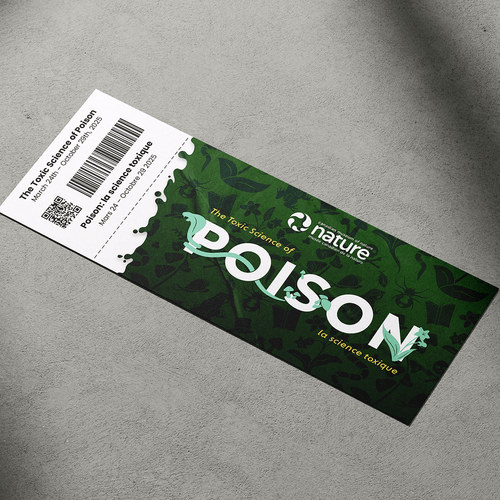 The Toxic Science of Poison
March 24th - October 29th, 2025
Poison: la science toxique
Mars 24 - Octobre 29 2025
nature
The Toxic Science of
POISON
la science toxique